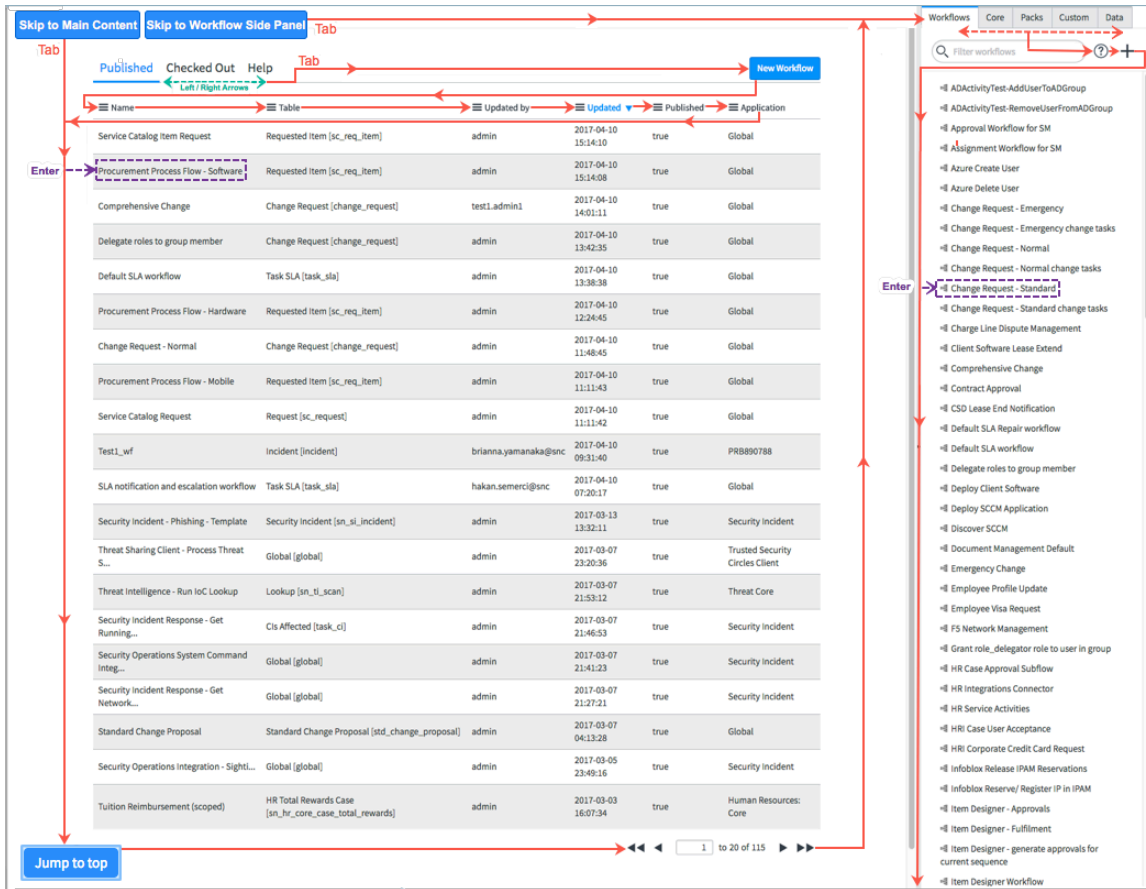 Skip to Main Content
Skip to Workflow Side Panel
Tab
Tab
Published Checked Out Help
Tab
Left / Right Arrows
New Workflow
Name Table Updated by Updated Published Application
Service Catalog Item Request Requested Item [sc_req_item] admin 2017-04-10 15:14:10 true Global
Enter
Procurement Process Flow - Software Requested Item [sc_req_item] admin 2017-04-10 15:14:08 true Global
Comprehensive Change Change Request [change_request] test1.admin1 2017-04-10 14:01:11 true Global
Delegate roles to group member Change Request [change_request] admin 2017-04-10 13:42:35 true Global
Default SLA workflow Task SLA [task_sla] admin 2017-04-10 13:38:38 true Global
Procurement Process Flow - Hardware Requested Item [sc_req_item] admin 2017-04-10 12:24:45 true Global
Change Request - Normal Change Request [change_request] admin 2017-04-10 11:48:45 true Global
Procurement Process Flow - Mobile Requested Item [sc_req_item] admin 2017-04-10 11:11:43 true Global
Service Catalog Request Request [sc_request] admin 2017-04-10 11:11:42 true Global
Test1_wf Incident [incident] brianna.yamanaka@snc 2017-04-10 09:31:40 true PRB890788
SLA notification and escalation workflow Task SLA [task_sla] hakan.semerci@snc 2017-04-10 07:20:17 true Global
Security Incident - Phishing - Template Security Incident [sn_si_incident] admin 2017-03-13 13:32:11 true Security Incident
Threat Sharing Client - Process Threat S... Global [global] admin 2017-03-07 23:20:36 true Trusted Security Circles Client
Threat Intelligence - Run IoC Lookup Lookup [sn_ti_scan] admin 2017-03-07 21:53:12 true Threat Core
Security Incident Response - Get Running... CIs Affected [task_ci] admin 2017-03-07 21:46:53 true Security Incident
Security Operations System Command Integ... Global [global] admin 2017-03-07 21:41:23 true Security Incident
Security Incident Response - Get Network... Global [global] admin 2017-03-07 21:27:21 true Security Incident
Standard Change Proposal Standard Change Proposal [std_change_proposal] admin 2017-03-07 04:13:28 true Global
Security Operations Integration - Sighti... Global [global] admin 2017-03-05 23:49:16 true Security Incident
Tuition Reimbursement (scoped) HR Total Rewards Case [sn_hr_core_case_total_rewards] admin 2017-03-03 16:07:34 true Human Resources: Core
Jump to top
1 to 20 of 115
Workflows Core Packs Custom Data
Filter workflows
?
ADActivityTest-AddUserToADGroup
ADActivityTest-RemoveUserFromADGroup
Approval Workflow for SM
Assignment Workflow for SM
Azure Create User
Azure Delete User
Change Request - Emergency
Change Request - Emergency change tasks
Change Request - Normal
Change Request - Normal change tasks
Enter
Change Request - Standard
Change Request - Standard change tasks
Charge Line Dispute Management
Client Software Lease Extend
Comprehensive Change
Contract Approval
CSD Lease End Notification
Default SLA Repair workflow
Default SLA workflow
Delegate roles to group member
Deploy Client Software
Deploy SCCM Application
Discover SCCM
Document Management Default
Emergency Change
Employee Profile Update
Employee Visa Request
F5 Network Management
Grant role_delegator role to user in group
HR Case Approval Subflow
HR Integrations Connector
HR Service Activities
HRI Case User Acceptance
HRI Corporate Credit Card Request
Infoblox Release IPAM Reservations
Infoblox Reserve/ Register IP in IPAM
Item Designer - Approvals
Item Designer - Fulfilment
Item Designer - generate approvals for
current sequence
Item Designer Workflow